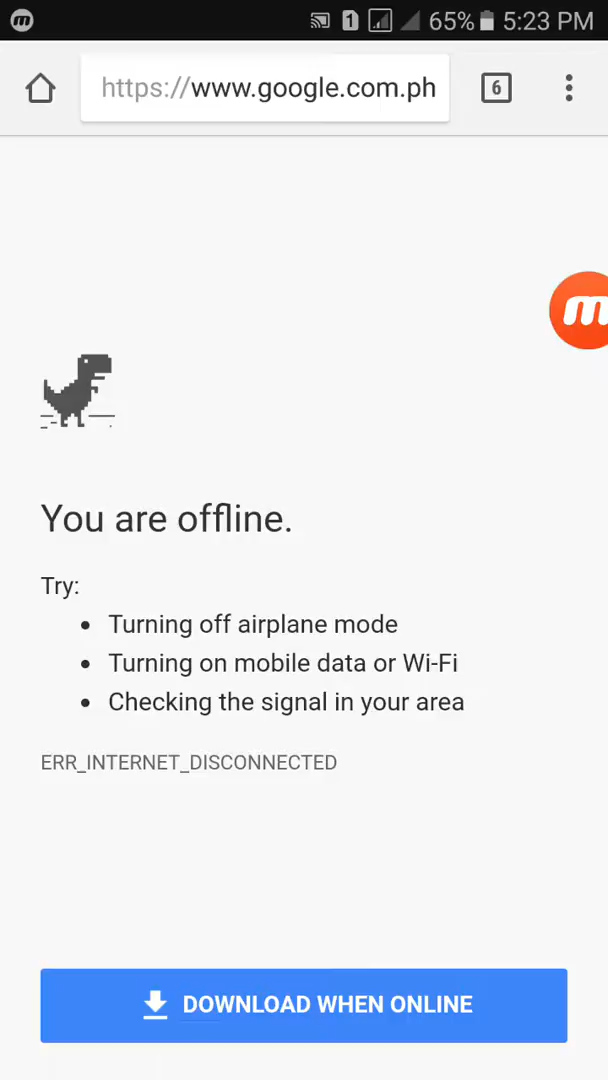 m 1 65% 5:23 PM
https://www.google.com.ph 6
m
You are offline.
Try:
• Turning off airplane mode
• Turning on mobile data or Wi-Fi
• Checking the signal in your area
ERR_INTERNET_DISCONNECTED
DOWNLOAD WHEN ONLINE